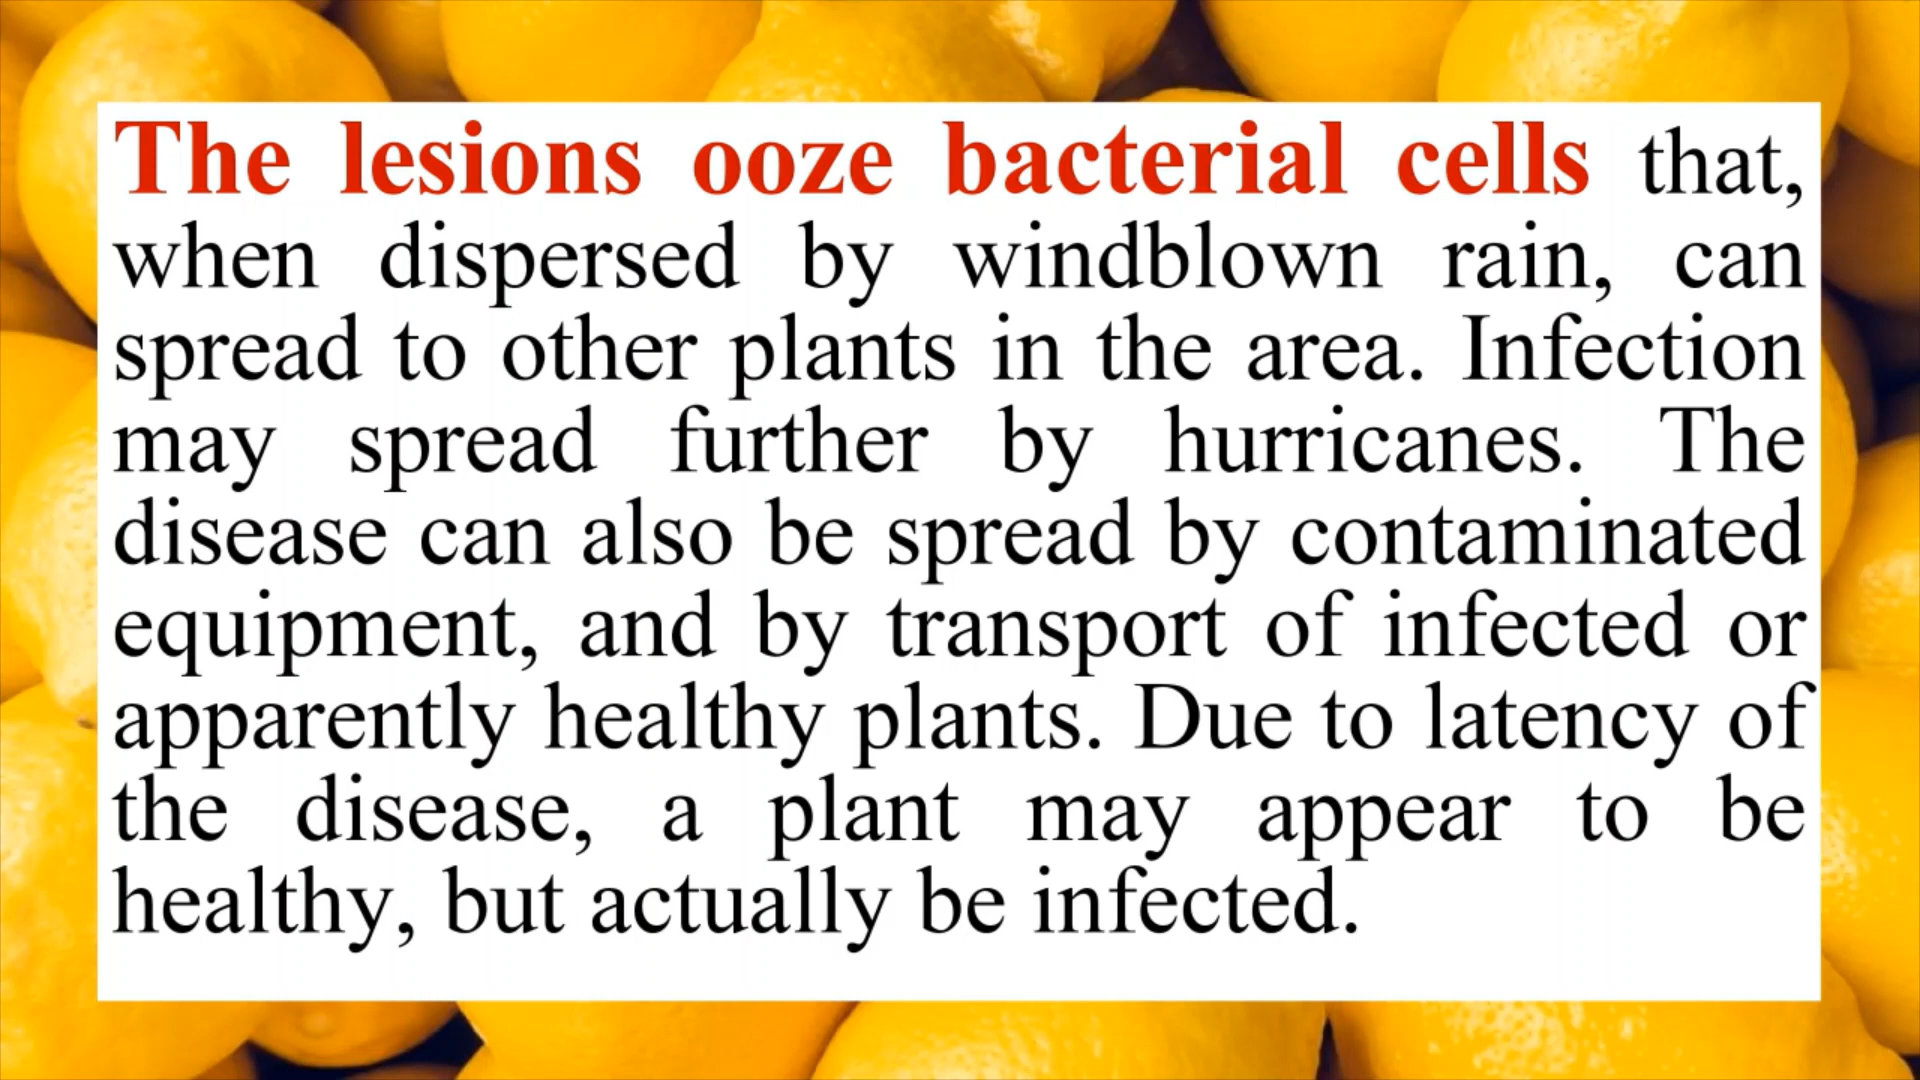 The lesions ooze bacterial cells that,
when dispersed by windblown rain, can
spread to other plants in the area. Infection
may spread further by hurricanes. The
disease can also be spread by contaminated
equipment, and by transport of infected or
apparently healthy plants. Due to latency of
the disease, a plant may appear to be
healthy, but actually be infected.